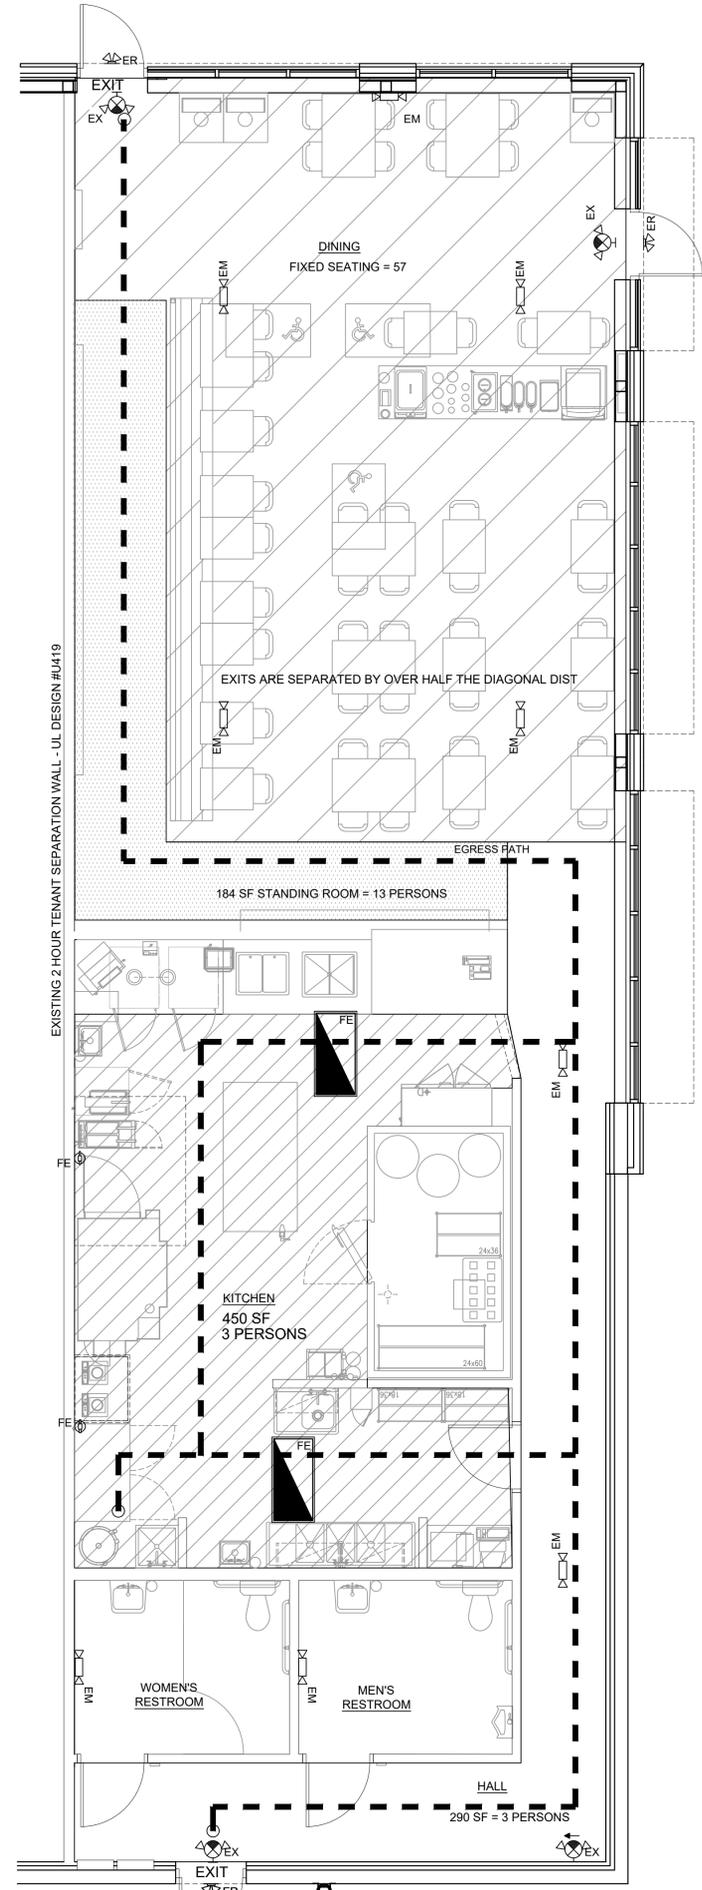 ER
EXIT
EX
EM
EX
ER
DINING
FIXED SEATING = 57
EM
EM
EXITS ARE SEPARATED BY OVER HALF THE DIAGONAL DIST
EM
EM
EXISTING 2 HOUR TENANT SEPARATION WALL - UL DESIGN #U419
EGRESS PATH
184 SF STANDING ROOM = 13 PERSONS
FE
EM
FE
24x36
KITCHEN
450 SF
3 PERSONS
24x60
18x36
18x36
FE
FE
EM
WOMEN'S
RESTROOM
MEN'S
RESTROOM
EM
EM
HALL
290 SF = 3 PERSONS
EX
EX
EXIT
ER